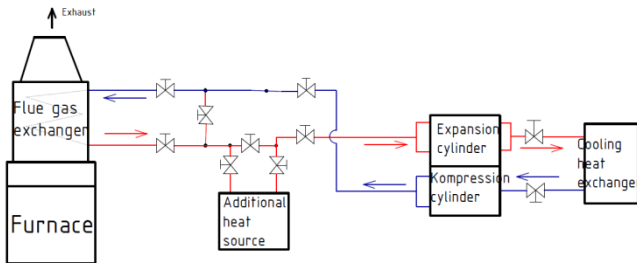 Exhaust
Flue gas
exchanger
Furnace
Additional
heat
source
Expansion
cylinder
Kompression
cylinder
Cooling
heat
exchanger